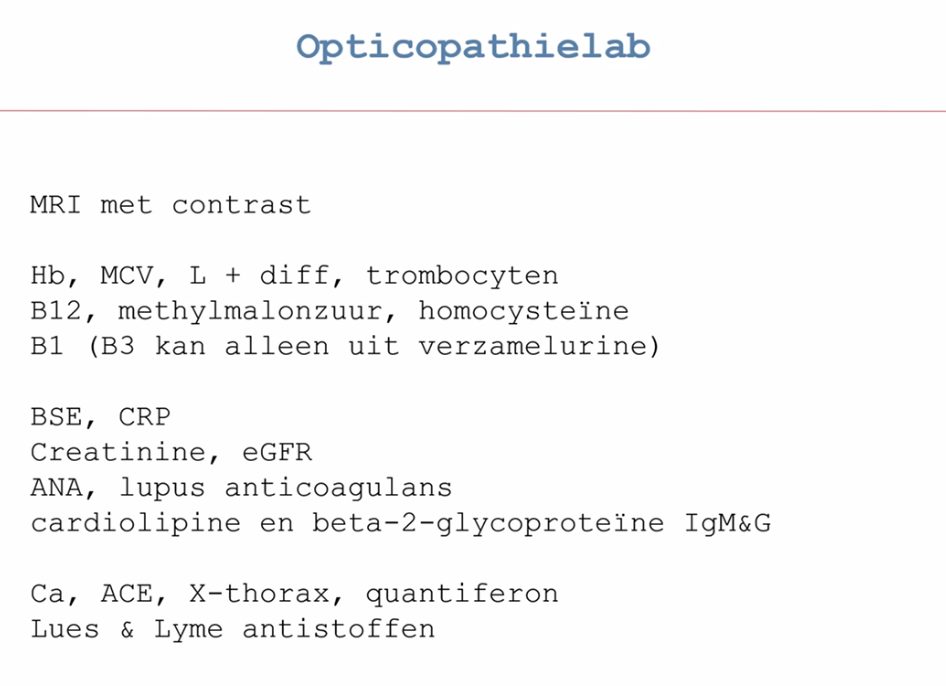 Opticopathielab
MRI met contrast
Hb, MCV, L + diff, trombocyten
B12, methylmalonzuur, homocysteïne
B1 (B3 kan alleen uit verzamelurine)
BSE, CRP
Creatinine, eGFR
ANA, lupus anticoagulans
cardiolipine en beta-2-glycoproteïne IgM&G
Ca, ACE, X-thorax, quantiferon
Lues & Lyme antistoffen